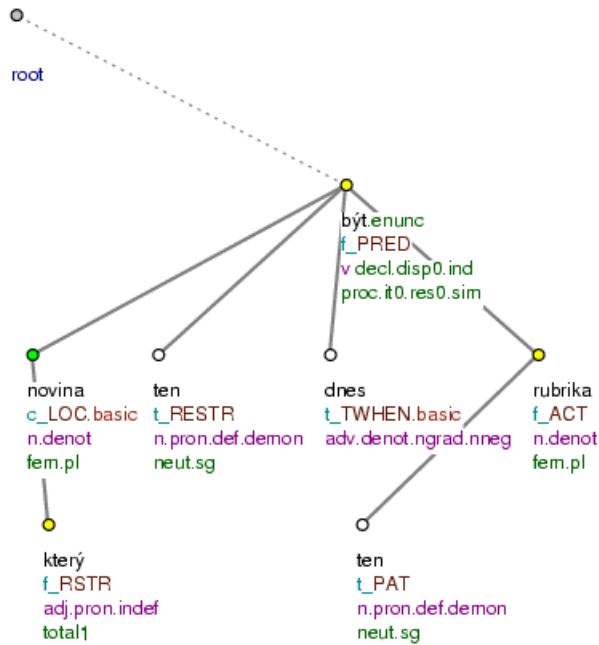 root
být.enunc
f_PRED
v decl.disp0.ind
proc.it0.res0.sim
novina
c_LOC.basic
n.denot
fem.pl
ten
t_RESTR
n.pron.def.demon
neut.sg
dnes
t_TWHEN.basic
adv.denot.ngrad.nneg
rubrika
f_ACT
n.denot
fem.pl
který
f_RSTR
adj.pron.indef
total1
ten
t_PAT
n.pron.def.demon
neut.sg